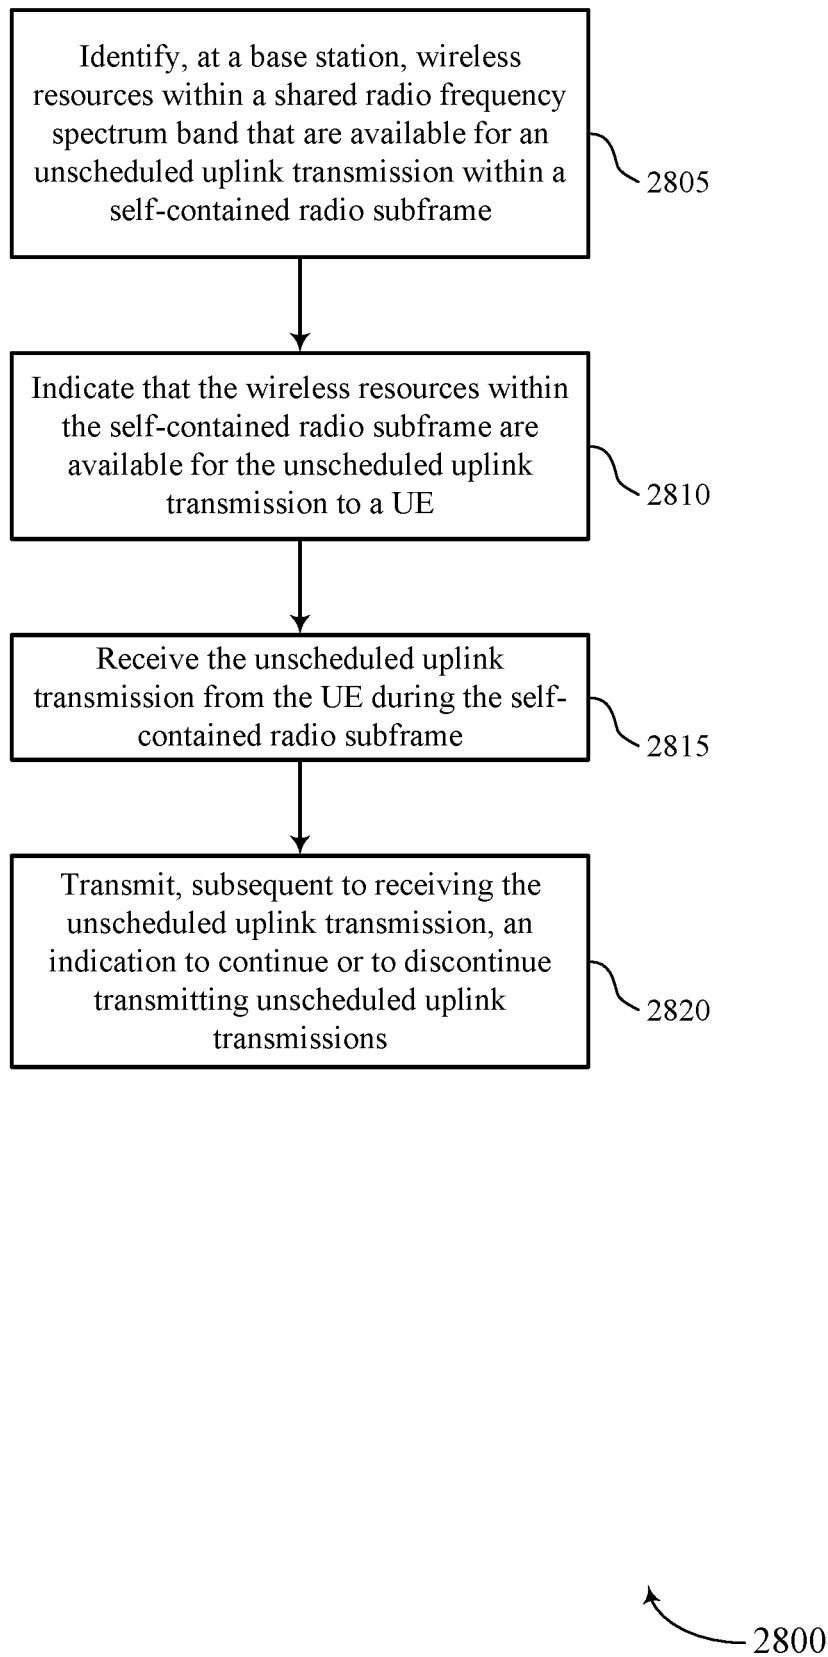 Identify, at a base station, wireless
resources within a shared radio frequency
spectrum band that are available for an
unscheduled uplink transmission within a
self-contained radio subframe
2805
Indicate that the wireless resources within
the self-contained radio subframe are
available for the unscheduled uplink
transmission to a UE
2810
Receive the unscheduled uplink
transmission from the UE during the self-
contained radio subframe
2815
Transmit, subsequent to receiving the
unscheduled uplink transmission, an
indication to continue or to discontinue
transmitting unscheduled uplink
transmissions
2820
2800